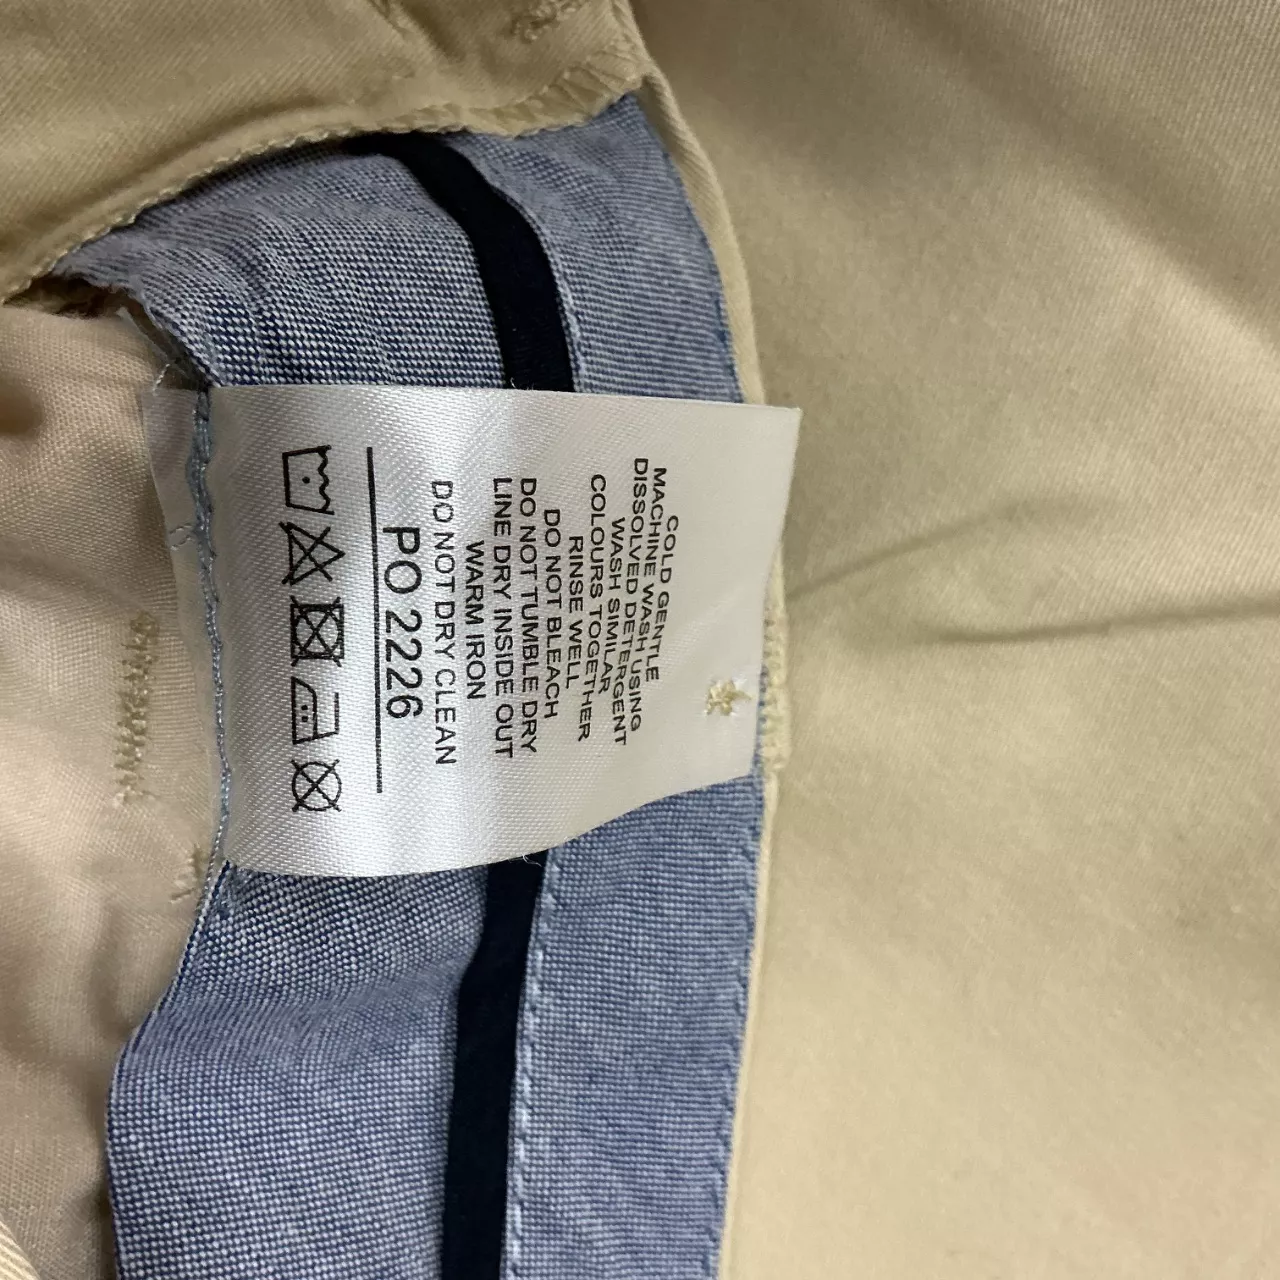 COLD GENTLE
MACHINE WASH USING
DISSOLVED DETERGENT
WASH SIMILAR
COLOURS TOGETHER
RINSE WELL
DO NOT BLEACH
DO NOT TUMBLE DRY
LINE DRY INSIDE OUT
WARM IRON
DO NOT DRY CLEAN
PO 2226